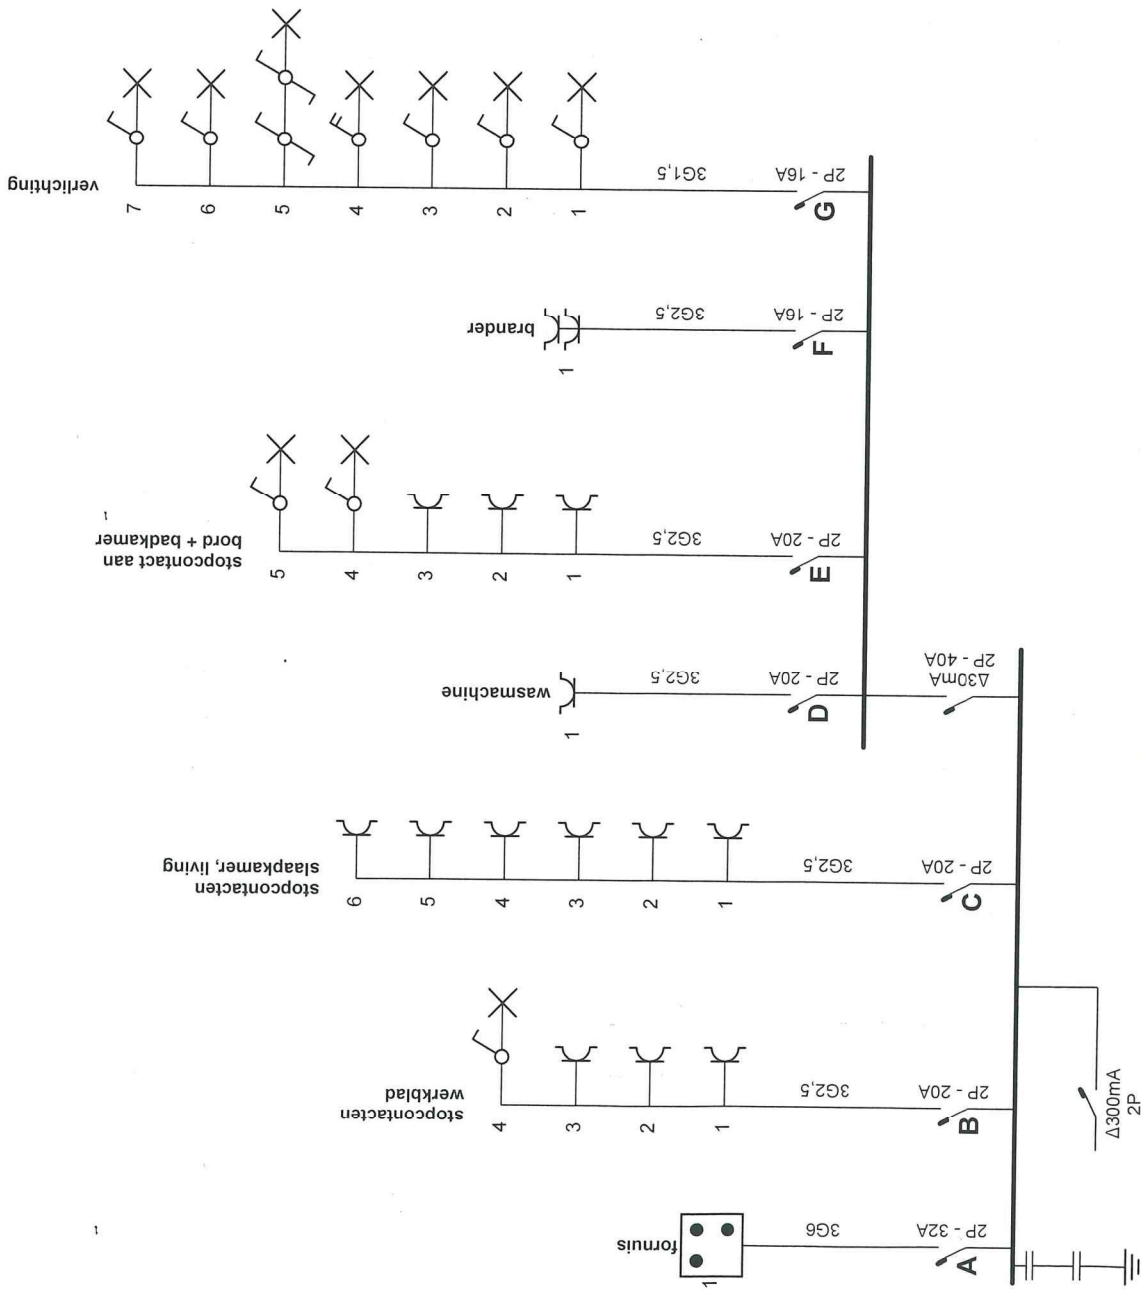 verlichting
7
6
5
4
3
2
1
3G1,5
2P - 16A
G
brander
1
3G2,5
2P - 16A
F
stopcontact aan
bord + badkamer
5
4
3
2
1
3G2,5
2P - 20A
E
wasmachine
1
3G2,5
2P - 20A
D
Δ30mA
2P - 40A
stopcontacten
slaapkamer, living
6
5
4
3
2
1
3G2,5
2P - 20A
C
stopcontacten
werkblad
4
3
2
1
3G2,5
2P - 20A
B
Δ300mA
2P
fornuis
1
3G6
2P - 32A
A